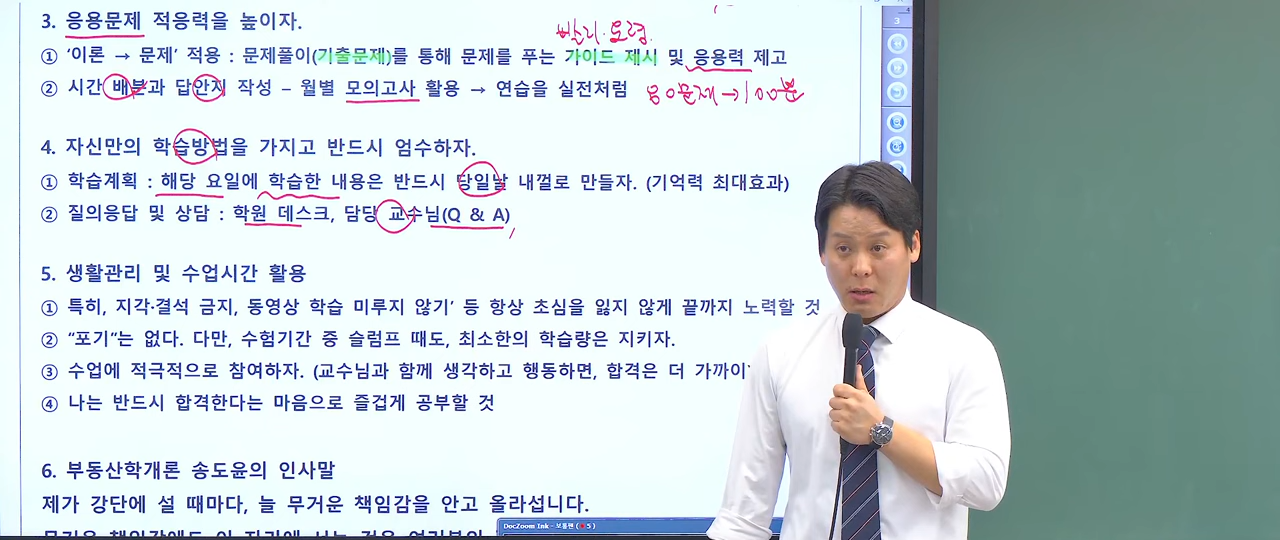 3. 응용문제 적응력을 높이자.
빨리·요령.
① '이론 → 문제' 적용 : 문제풀이(기출문제)를 통해 문제를 푸는 가이드 제시 및 응용력 제고
② 시간 배분과 답안지 작성 – 월별 모의고사 활용 → 연습을 실전처럼
80문제→100분
4. 자신만의 학습방법을 가지고 반드시 엄수하자.
① 학습계획 : 해당 요일에 학습한 내용은 반드시 당일날 내껄로 만들자. (기억력 최대효과)
② 질의응답 및 상담 : 학원 데스크, 담당 교수님(Q & A)
5. 생활관리 및 수업시간 활용
① 특히, 지각·결석 금지, 동영상 학습 미루지 않기' 등 항상 초심을 잃지 않게 끝까지 노력할 것
② "포기"는 없다. 다만, 수험기간 중 슬럼프 때도, 최소한의 학습량은 지키자.
③ 수업에 적극적으로 참여하자. (교수님과 함께 생각하고 행동하면, 합격은 더 가까이
④ 나는 반드시 합격한다는 마음으로 즐겁게 공부할 것
6. 부동산학개론 송도윤의 인사말
제가 강단에 설 때마다, 늘 무거운 책임감을 안고 올라섭니다.
DocZoom Ink - 보통펜 ( 5 )
3